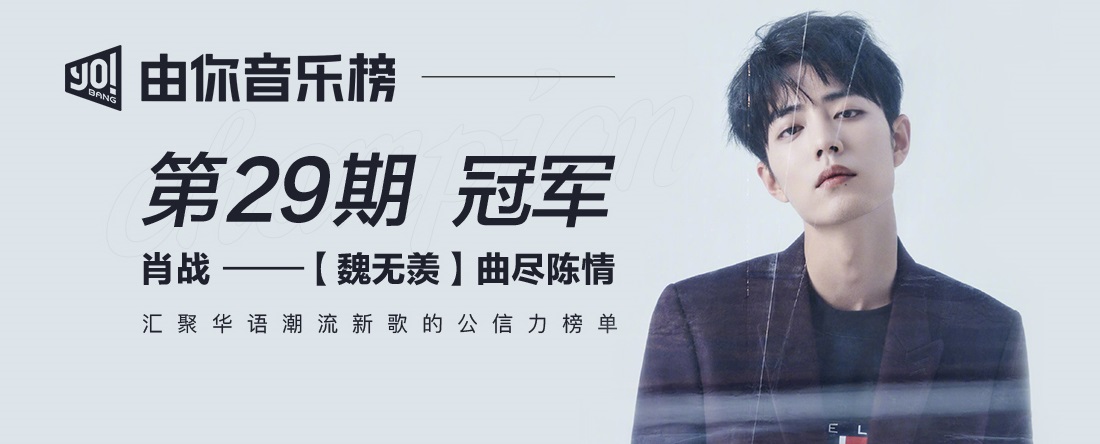 yo!
BANG
由你音乐榜
champion
第29期 冠军
肖战 ——【魏无羡】曲尽陈情
汇聚华语潮流新歌的公信力榜单
E L